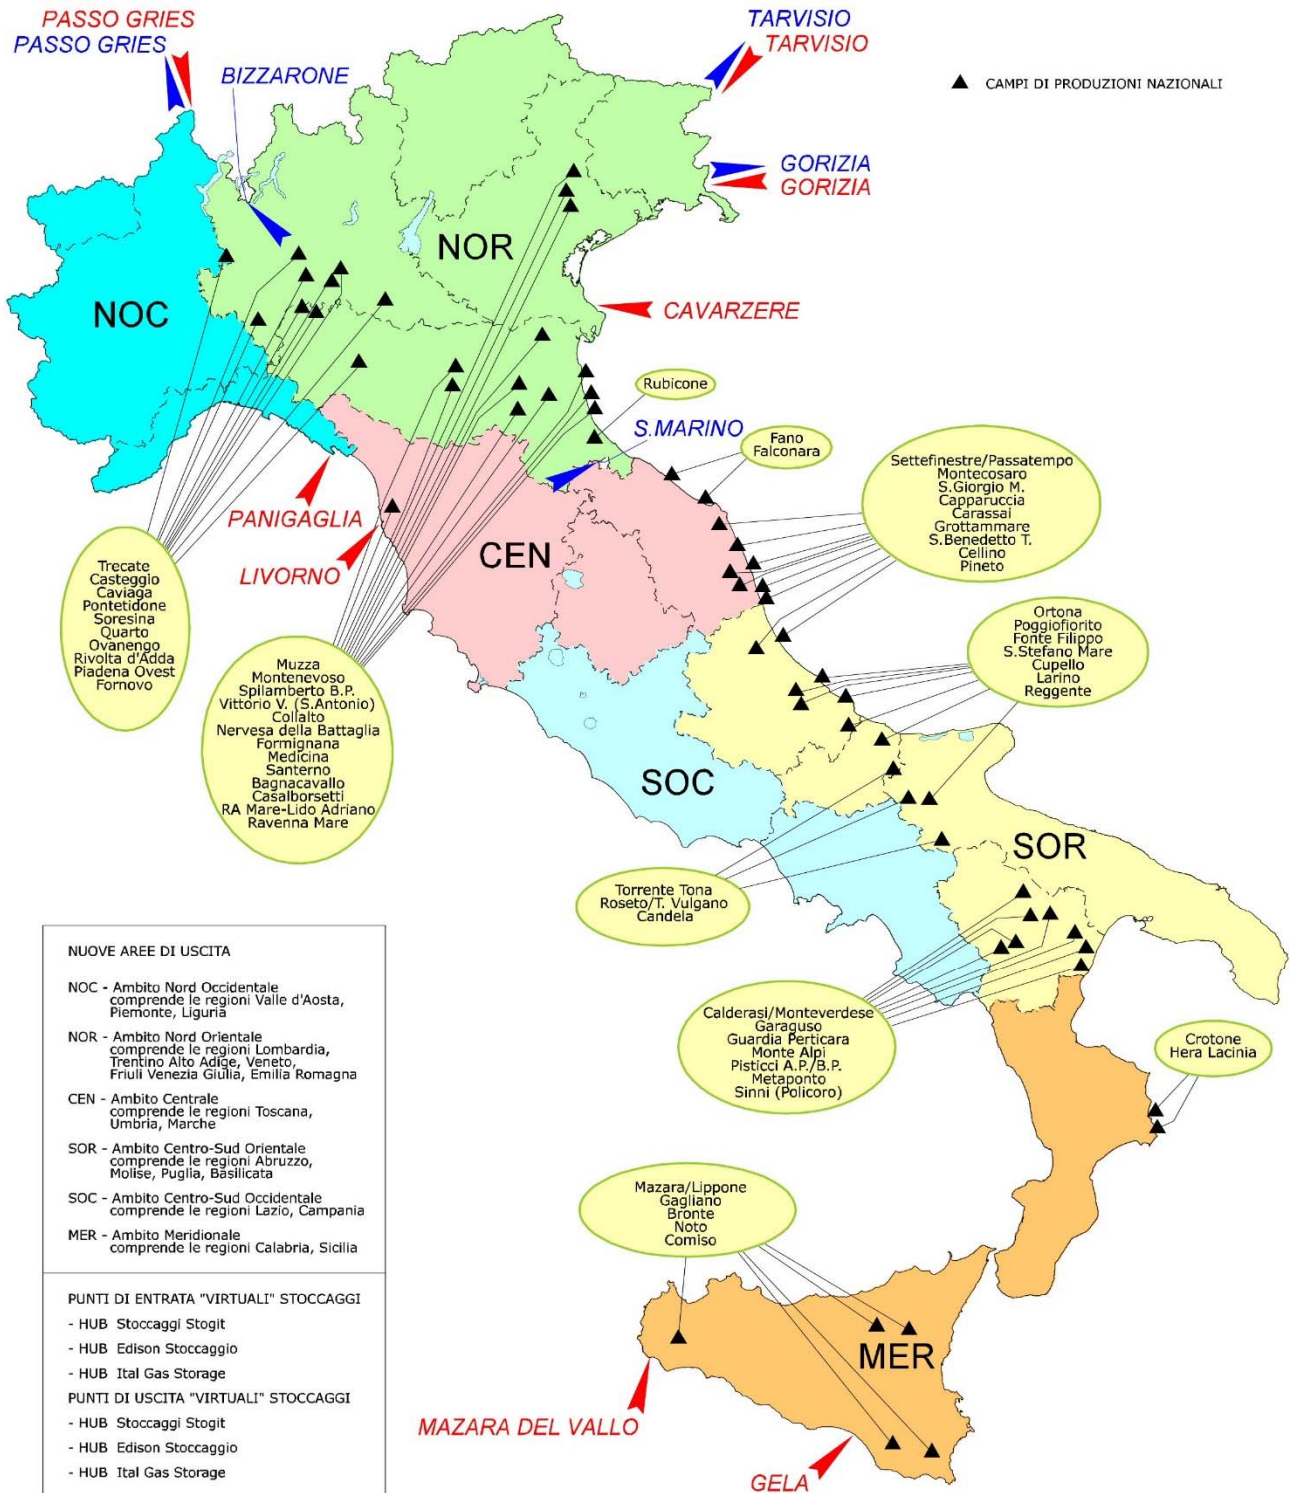 PASSO GRIES
PASSO GRIES
BIZZARONE
TARVISIO
TARVISIO
▲ CAMPI DI PRODUZIONI NAZIONALI
GORIZIA
GORIZIA
NOR
NOC
CAVARZERE
Rubicone
S.MARINO
Fano
Falconara
Settefinestre/Passatempo
Montecosaro
S.Giorgio M.
Capparuccia
Carassai
Grottammare
S.Benedetto T.
Cellino
Pineto
PANIGAGLIA
LIVORNO
CEN
Trecate
Casteggio
Caviaga
Pontetidone
Soresina
Quarto
Ovanengo
Rivolta d'Adda
Piadena Ovest
Fornovo
Muzza
Montenevoso
Spilamberto B.P.
Vittorio V. (S.Antonio)
Collalto
Nervesa della Battaglia
Formignana
Medicina
Santerno
Bagnacavallo
Casalborsetti
RA Mare-Lido Adriano
Ravenna Mare
Ortona
Poggiofiorito
Fonte Filippo
S.Stefano Mare
Cupello
Larino
Reggente
SOC
SOR
Torrente Tona
Roseto/T. Vulgano
Candela
Calderasi/Monteverdese
Garaguso
Guardia Perticara
Monte Alpi
Pisticci A.P./B.P.
Metaponto
Sinni (Policoro)
Crotone
Hera Lacinia
Mazara/Lippone
Gagliano
Bronte
Noto
Comiso
MER
MAZARA DEL VALLO
GELA
NUOVE AREE DI USCITA
NOC - Ambito Nord Occidentale
comprende le regioni Valle d'Aosta,
Piemonte, Liguria
NOR - Ambito Nord Orientale
comprende le regioni Lombardia,
Trentino Alto Adige, Veneto,
Friuli Venezia Giulia, Emilia Romagna
CEN - Ambito Centrale
comprende le regioni Toscana,
Umbria, Marche
SOR - Ambito Centro-Sud Orientale
comprende le regioni Abruzzo,
Molise, Puglia, Basilicata
SOC - Ambito Centro-Sud Occidentale
comprende le regioni Lazio, Campania
MER - Ambito Meridionale
comprende le regioni Calabria, Sicilia
PUNTI DI ENTRATA "VIRTUALI" STOCCAGGI
- HUB Stoccaggi Stogit
- HUB Edison Stoccaggio
- HUB Ital Gas Storage
PUNTI DI USCITA "VIRTUALI" STOCCAGGI
- HUB Stoccaggi Stogit
- HUB Edison Stoccaggio
- HUB Ital Gas Storage